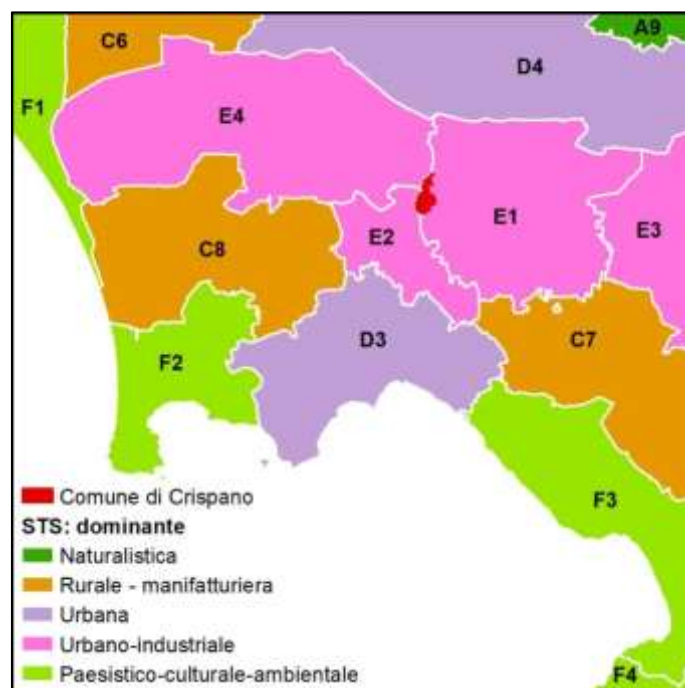 C6
A9
D4
F1
E4
E1
E2
E3
C8
D3
C7
F2
F3
F4
Comune di Crispano
STS: dominante
Naturalistica
Rurale - manifatturiera
Urbana
Urbano-industriale
Paesistico-culturale-ambientale